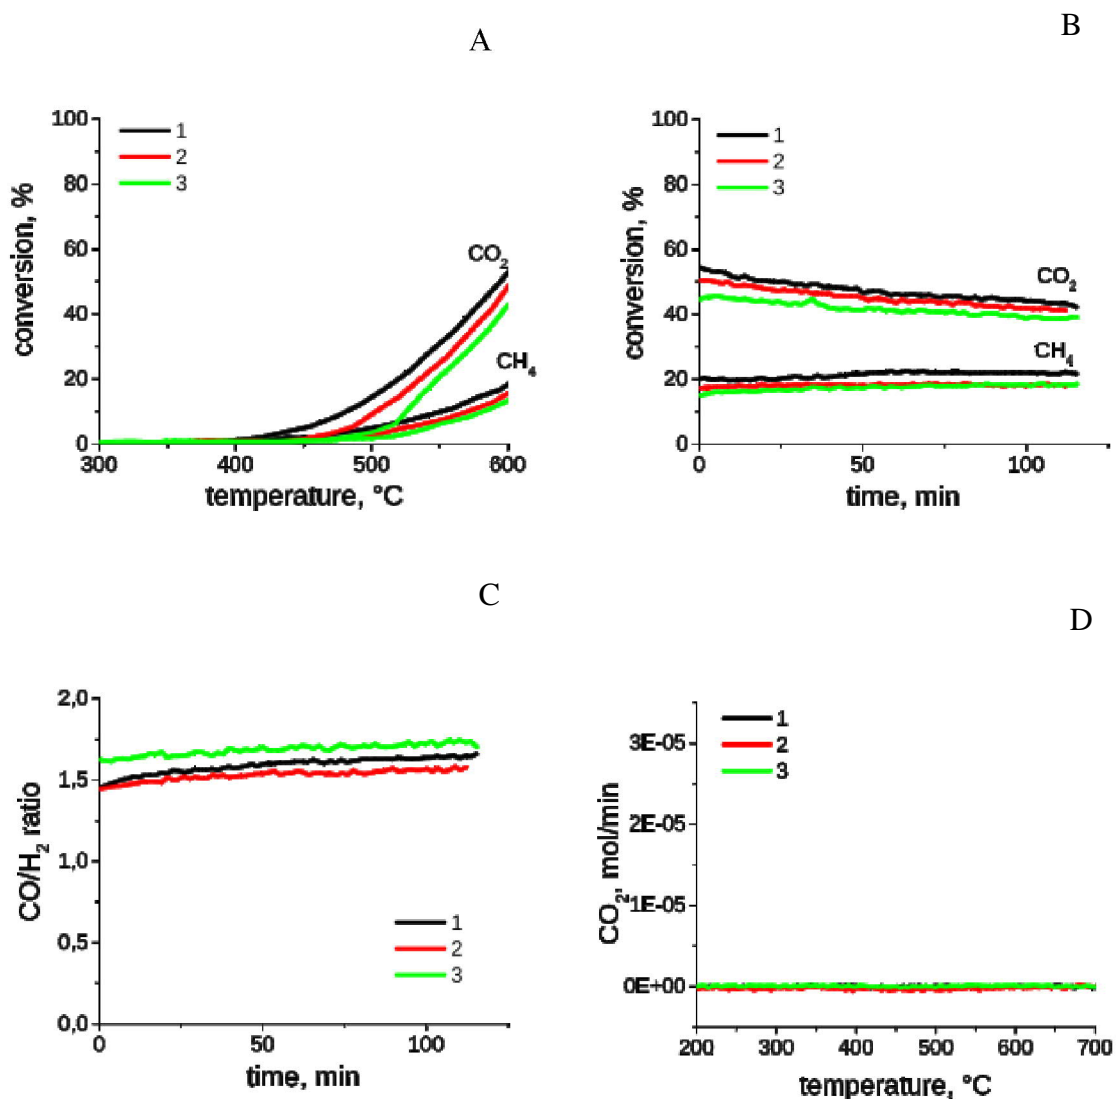 A
B
100
80
60
40
20
0
conversion, %
1
2
3
CO2
CH4
300
400
500
600
temperature, °C
100
80
60
40
20
0
conversion, %
1
2
3
CO2
CH4
0
50
100
time, min
C
D
2,0
1,5
1,0
0,5
0,0
CO/H2 ratio
1
2
3
0
50
100
time, min
3E-05
2E-05
1E-05
0E+00
CO2, mol/min
1
2
3
200
300
400
500
600
700
temperature, °C